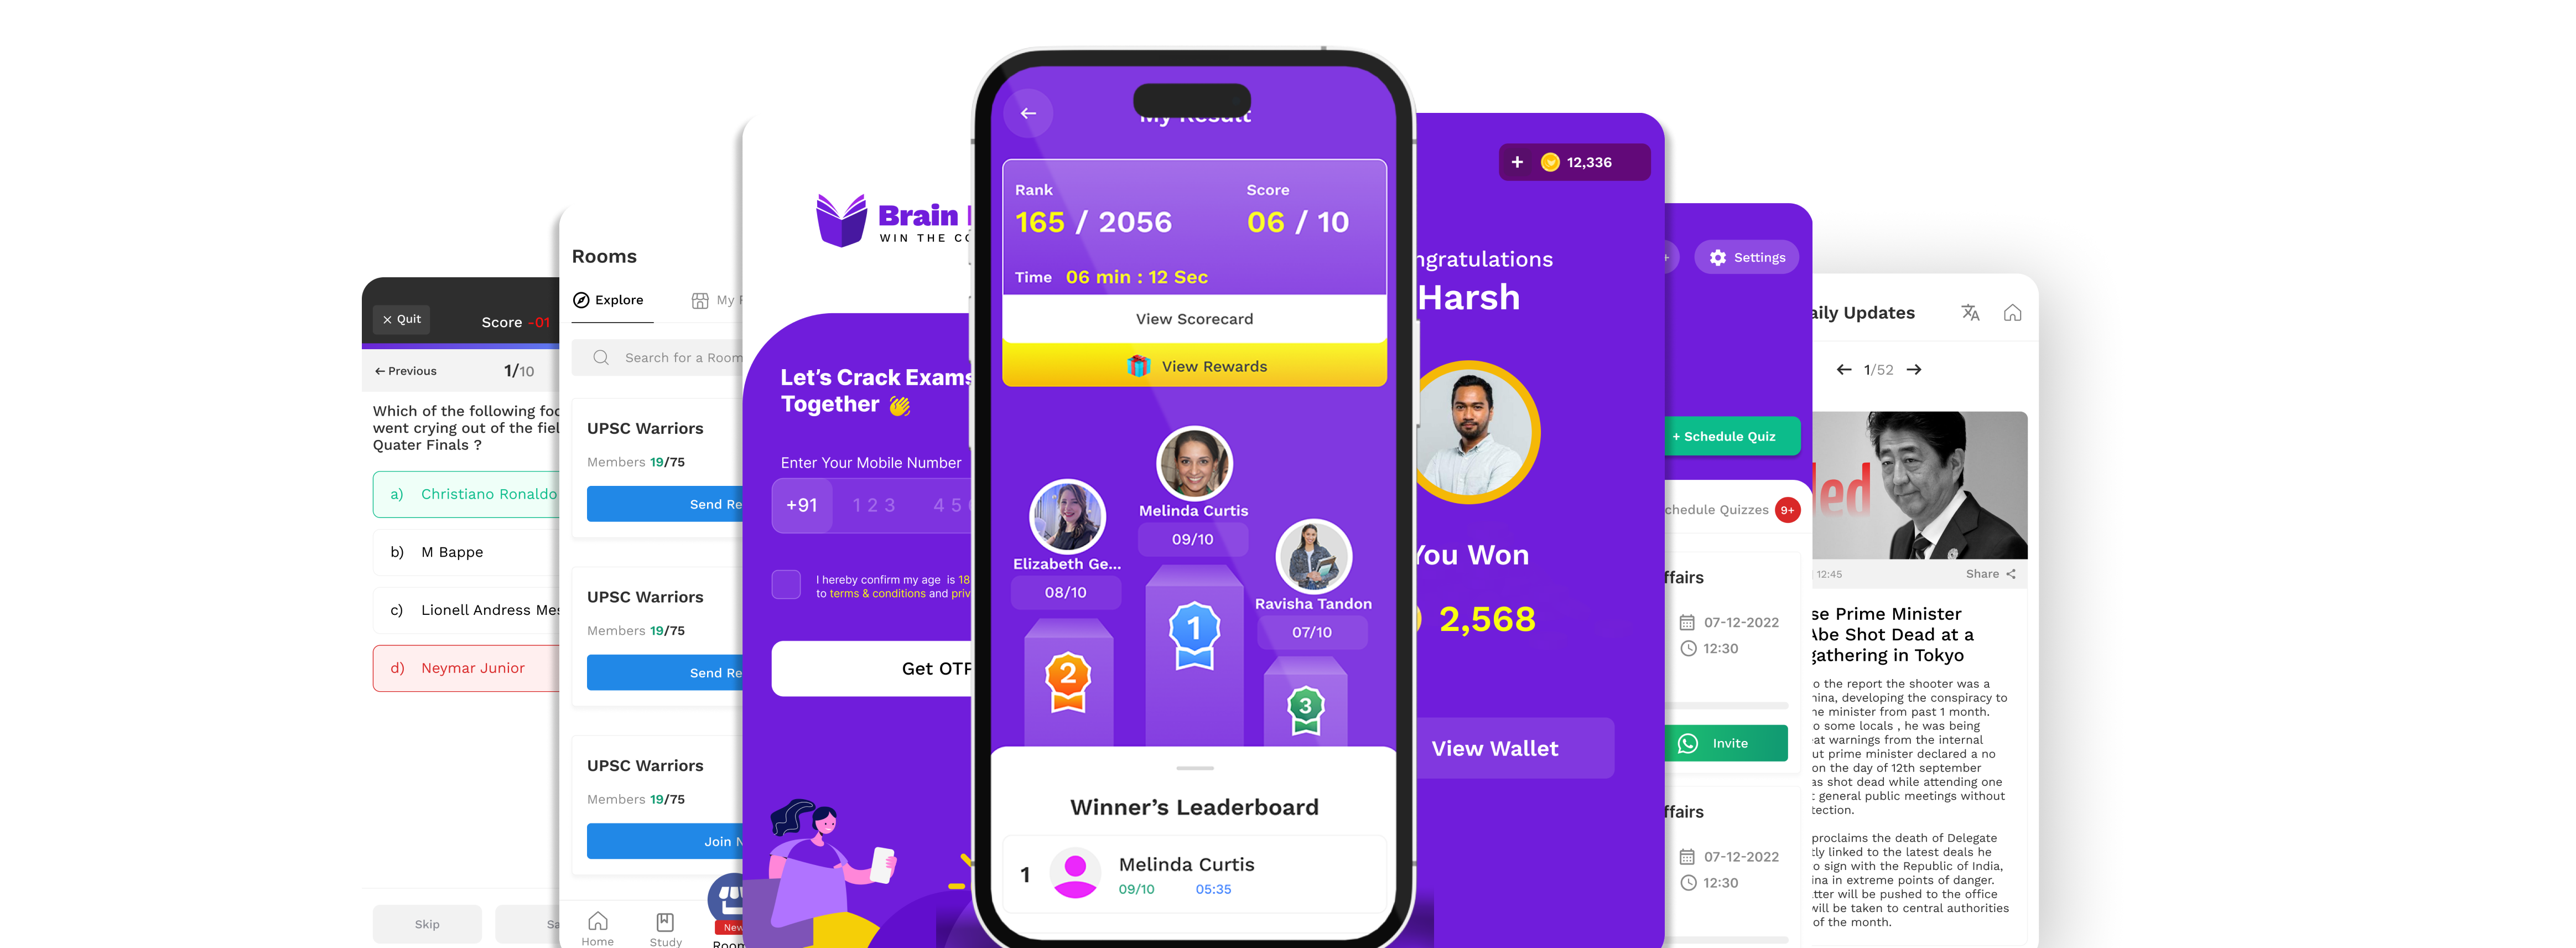 Quit
Score -01
Previous
1/10
Which of the following
went crying out of the
Quater Finals ?
a) Christiano Ronaldo
b) M Bappe
c) Lionell Andress
d) Neymar Junior
Skip
Rooms
Explore
My
Search for a Room
UPSC Warriors
Members 19/75
Send
UPSC Warriors
Members 19/75
Send
UPSC Warriors
Members 19/75
Join
Home
Study
New
Room
Brain
WIN THE
Let's Crack Exams
Together 👏
Enter Your Mobile Number
+91 1 2 3 4 5
I hereby confirm my age is 18
to terms & conditions and
Get OTP
My Result
Rank
165 / 2056
Score
06 / 10
Time 06 min : 12 Sec
View Scorecard
View Rewards
Melinda Curtis
09/10
Elizabeth Ge...
08/10
Ravisha Tandon
07/10
1
2
3
Winner's Leaderboard
1
Melinda Curtis
09/10 05:35
+ 12,336
ngratulations
Harsh
You Won
2,568
View Wallet
+
Settings
+ Schedule Quiz
chedule Quizzes 9+
ffairs
07-12-2022
12:30
Invite
ffairs
07-12-2022
12:30
aily Updates
1/52
led
12:45
Share
se Prime Minister
Abe Shot Dead at a
gathering in Tokyo
o the report the shooter was a
hina, developing the conspiracy to
ne minister from past 1 month.
o some locals , he was being
at warnings from the internal
ut prime minister declared a no
on the day of 12th september
as shot dead while attending one
general public meetings without
tection.
proclaims the death of Delegate
tly linked to the latest deals he
o sign with the Republic of India,
ina in extreme points of danger.
tter will be pushed to the office
will be taken to central authorities
of the month.